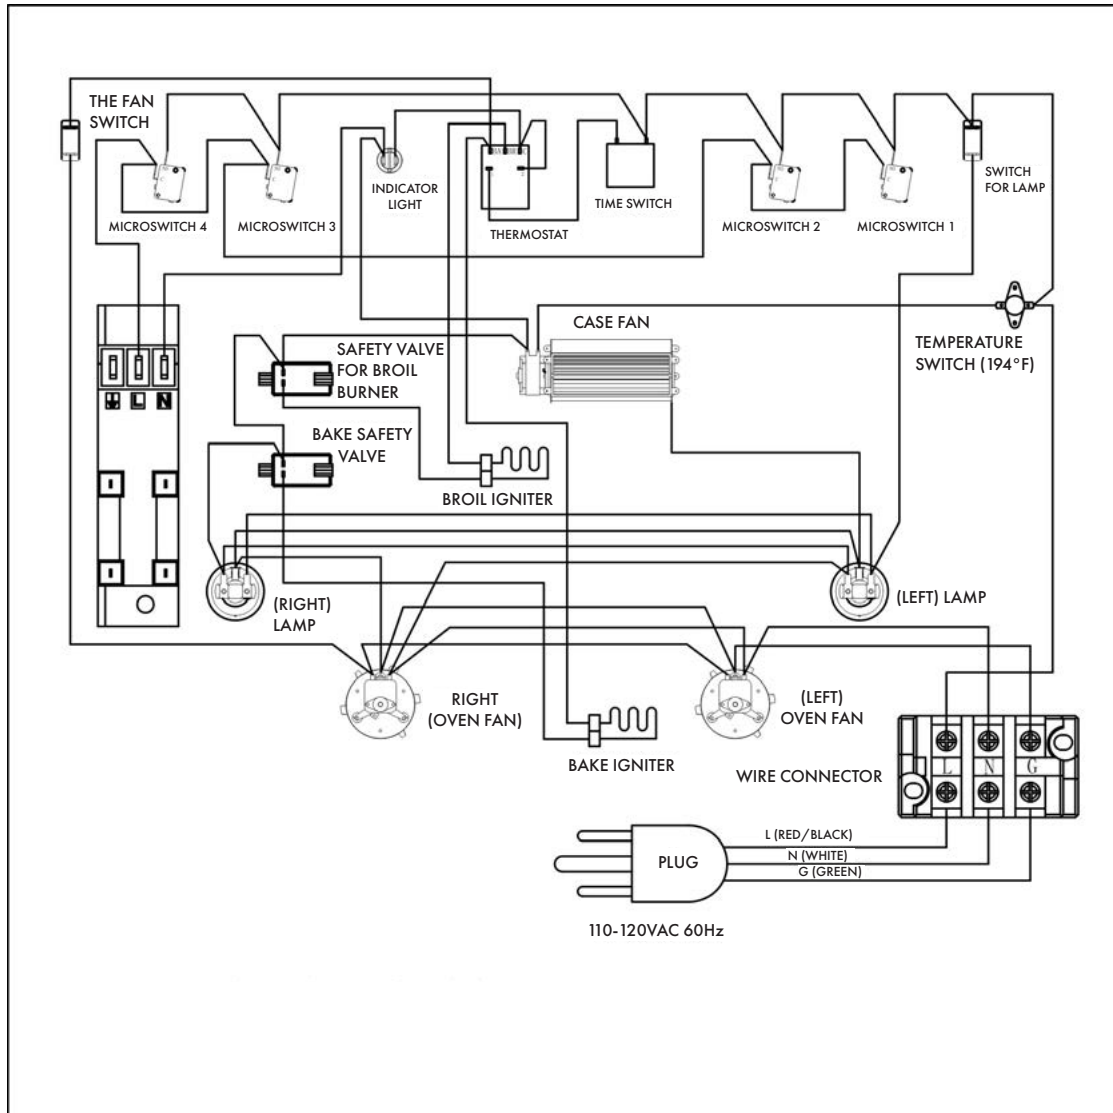 THE FAN
SWITCH
MICROSWITCH 4
MICROSWITCH 3
INDICATOR
LIGHT
THERMOSTAT
TIME SWITCH
MICROSWITCH 2
MICROSWITCH 1
SWITCH
FOR LAMP
CASE FAN
TEMPERATURE
SWITCH (194°F)
SAFETY VALVE
FOR BROIL
BURNER
L N
BAKE SAFETY
VALVE
BROIL IGNITER
(RIGHT)
LAMP
(LEFT) LAMP
RIGHT
(OVEN FAN)
(LEFT)
OVEN FAN
BAKE IGNITER
WIRE CONNECTOR
L N G
PLUG
L (RED/BLACK)
N (WHITE)
G (GREEN)
110-120VAC 60Hz